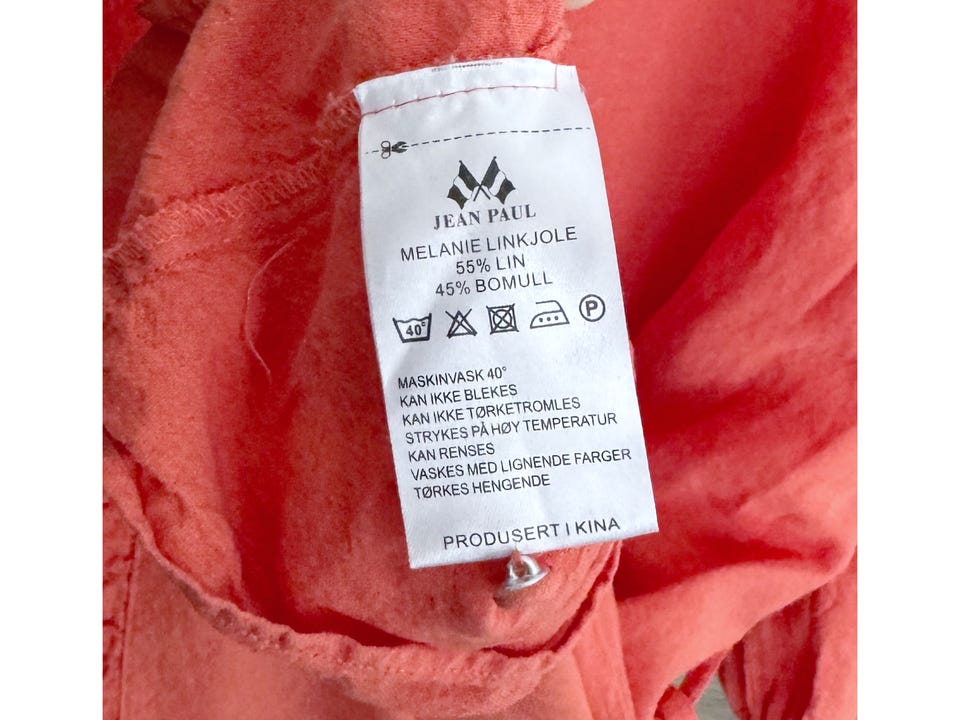 JEAN PAUL
MELANIE LINKJOLE
55% LIN
45% BOMULL
40° P
MASKINVASK 40°
KAN IKKE BLEKES
KAN IKKE TØRKETROMLES
STRYKES PÅ HØY TEMPERATUR
KAN RENSES
VASKES MED LIGNENDE FARGER
TØRKES HENGENDE
PRODUSERT I KINA